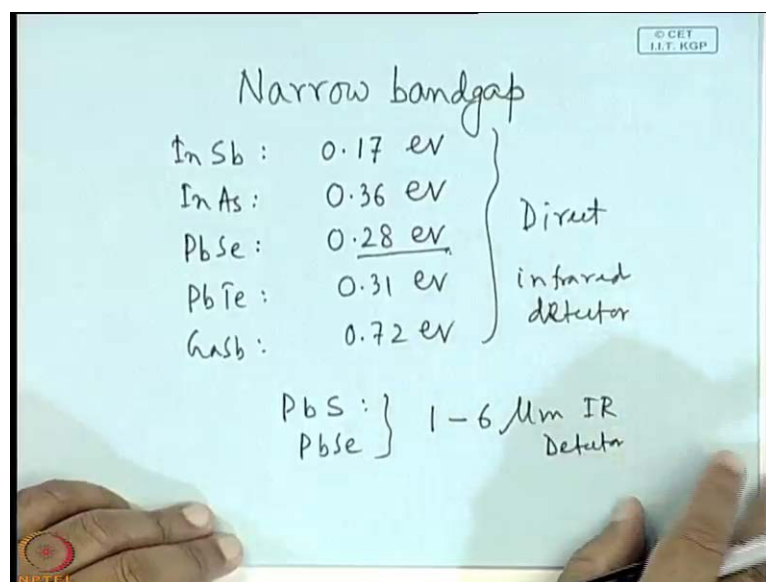 © CET
I.I.T. KGP
Narrow bandgap
InSb : 0.17 ev
InAs : 0.36 ev
PbSe : 0.28 ev
PbTe : 0.31 ev
GaSb : 0.72 ev
Direct
infrared
detector
PbS :
PbSe
1-6 μm IR
Detector
NPTEL